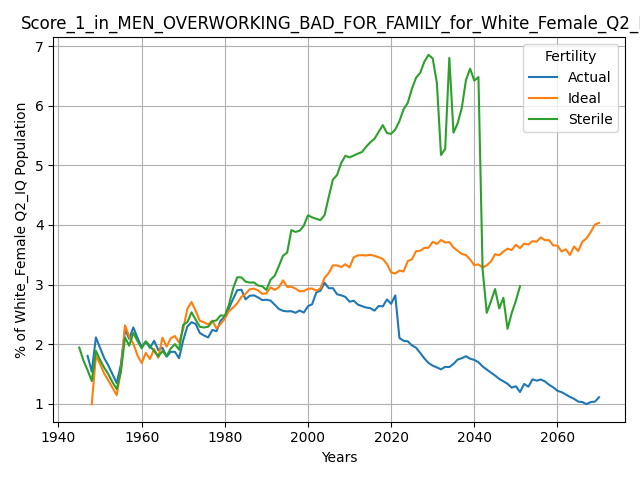 Score_1_in_MEN_OVERWORKING_BAD_FOR_FAMILY_for_White_Female_Q2_I
7
6
5
4
3
2
1
% of White_Female Q2_IQ Population
Fertility
Actual
Ideal
Sterile
1940 1960 1980 2000 2020 2040 2060
Years